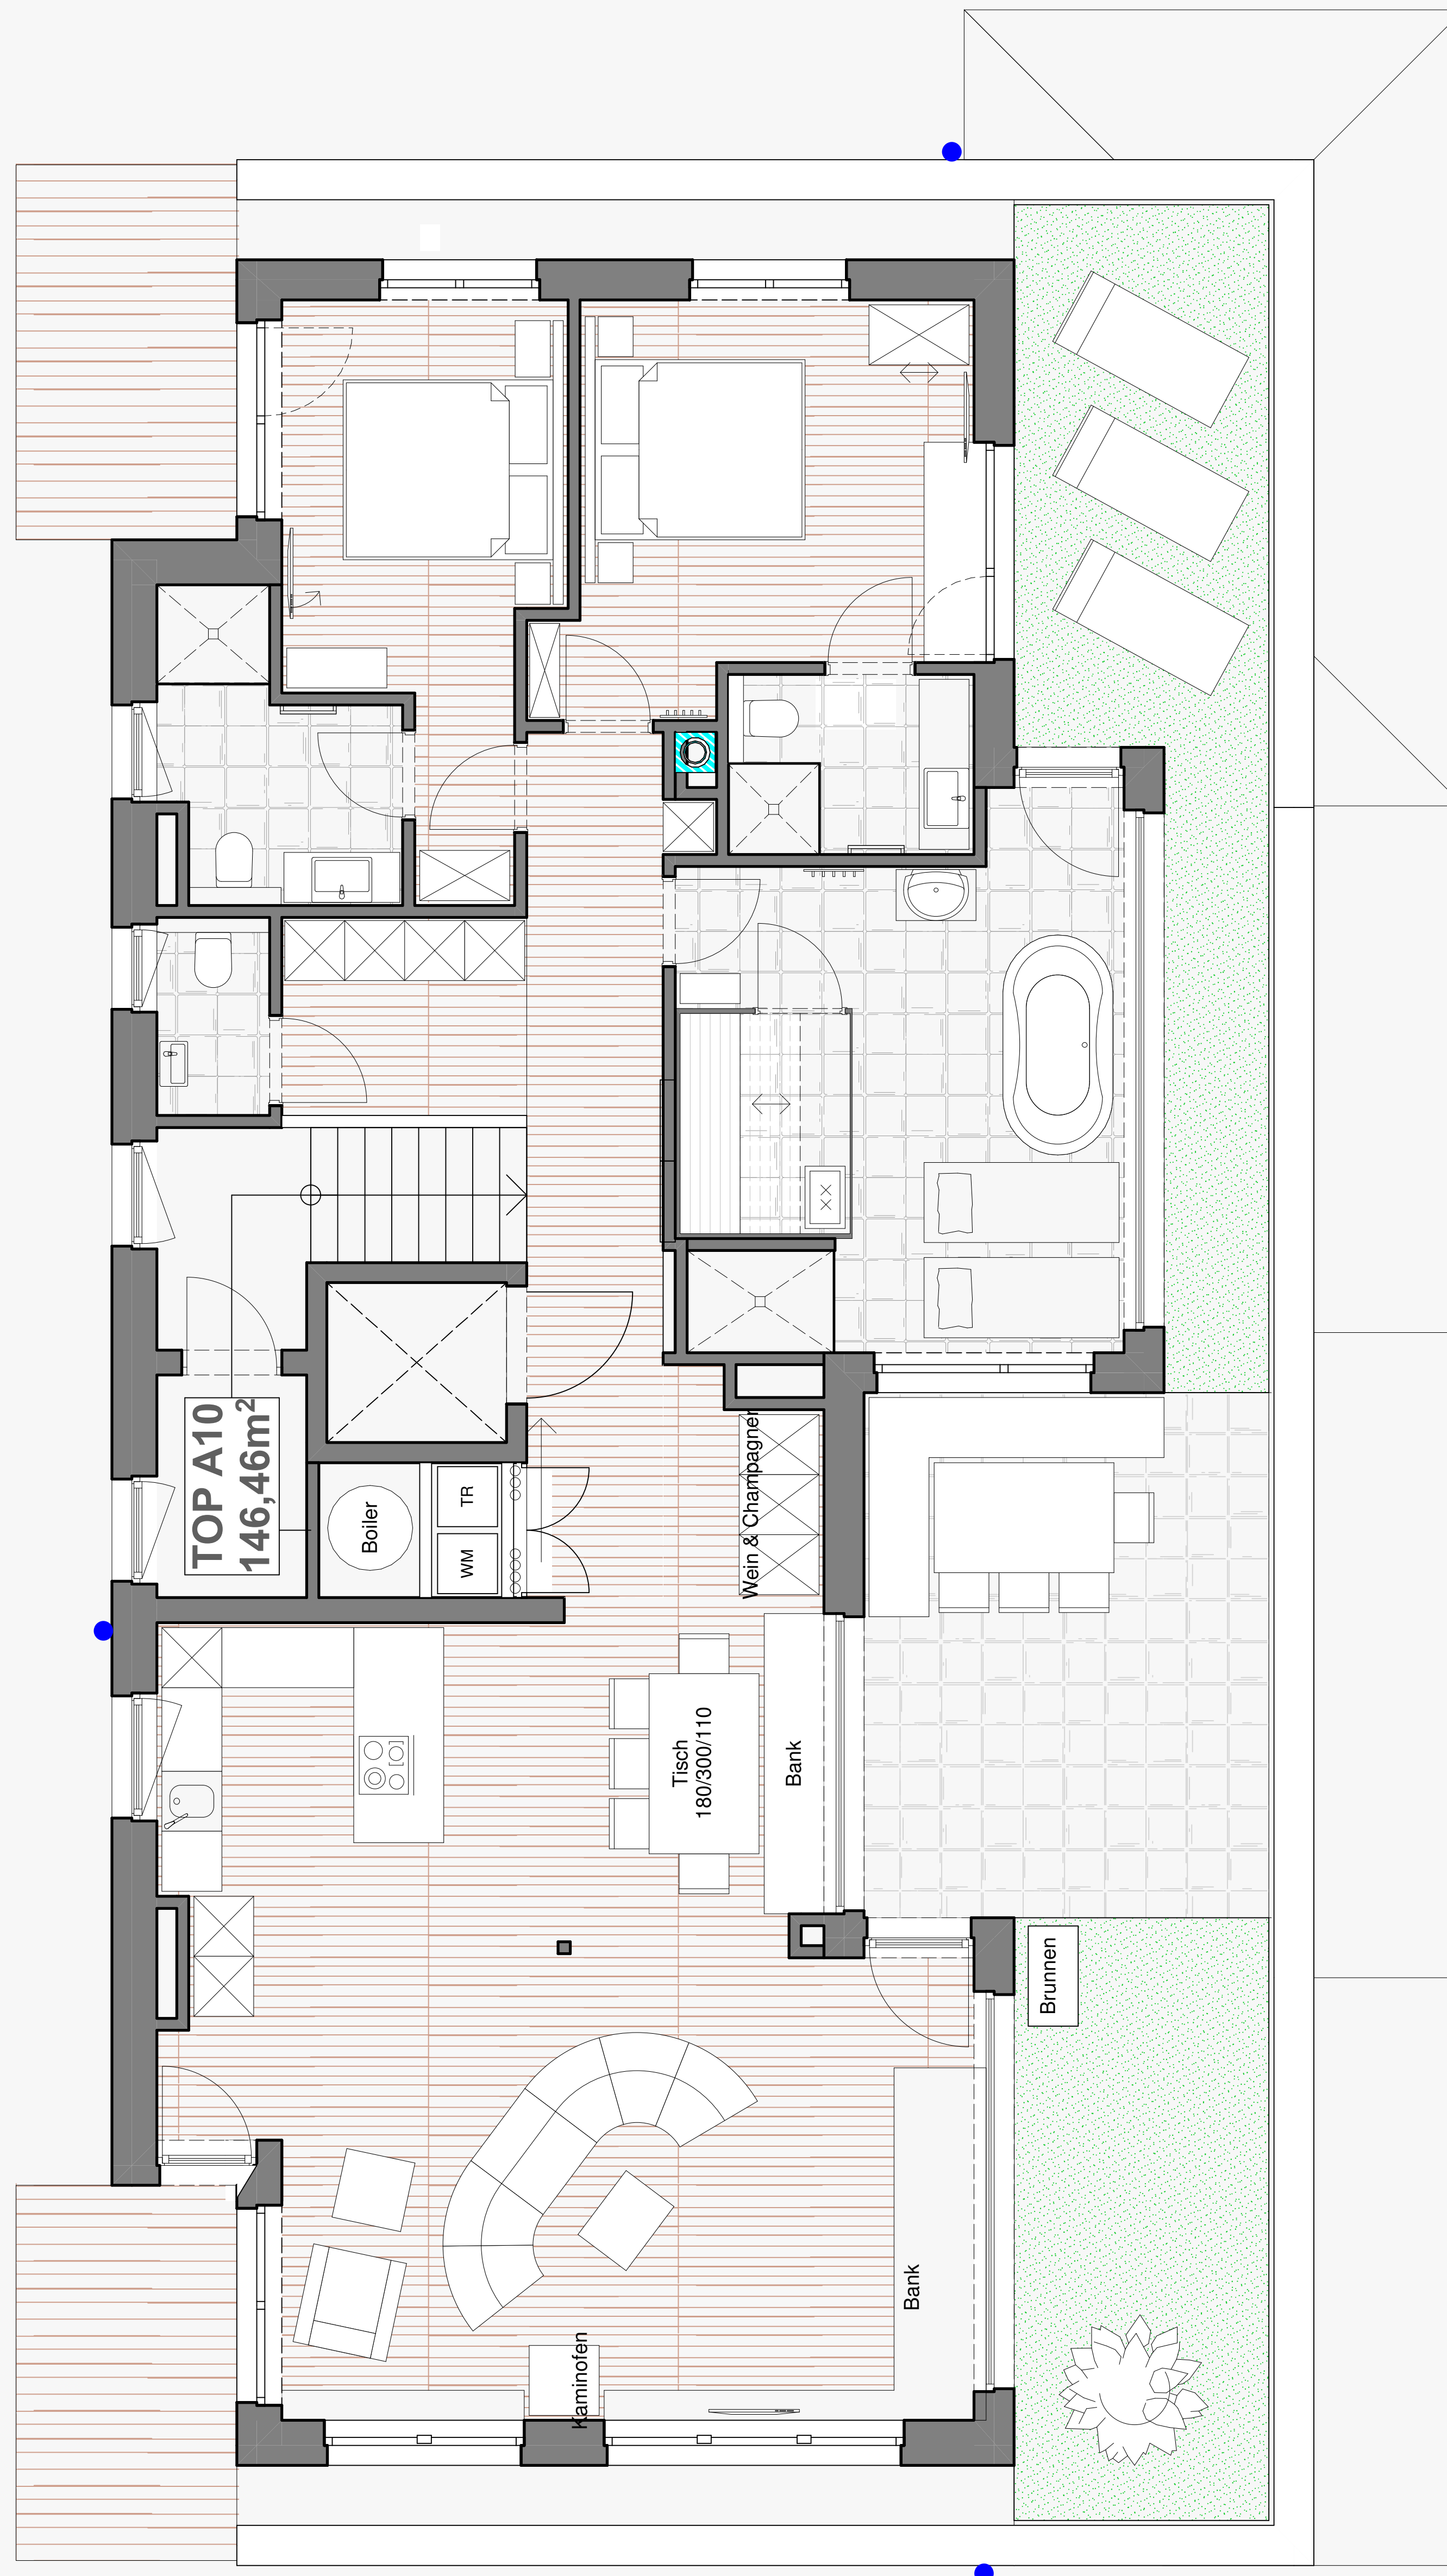 TOP A10
146,46m²
Boiler
TR
WM
Wein & Champagner
Tisch
180/300/110
Bank
Brunnen
Bank
Kaminofen